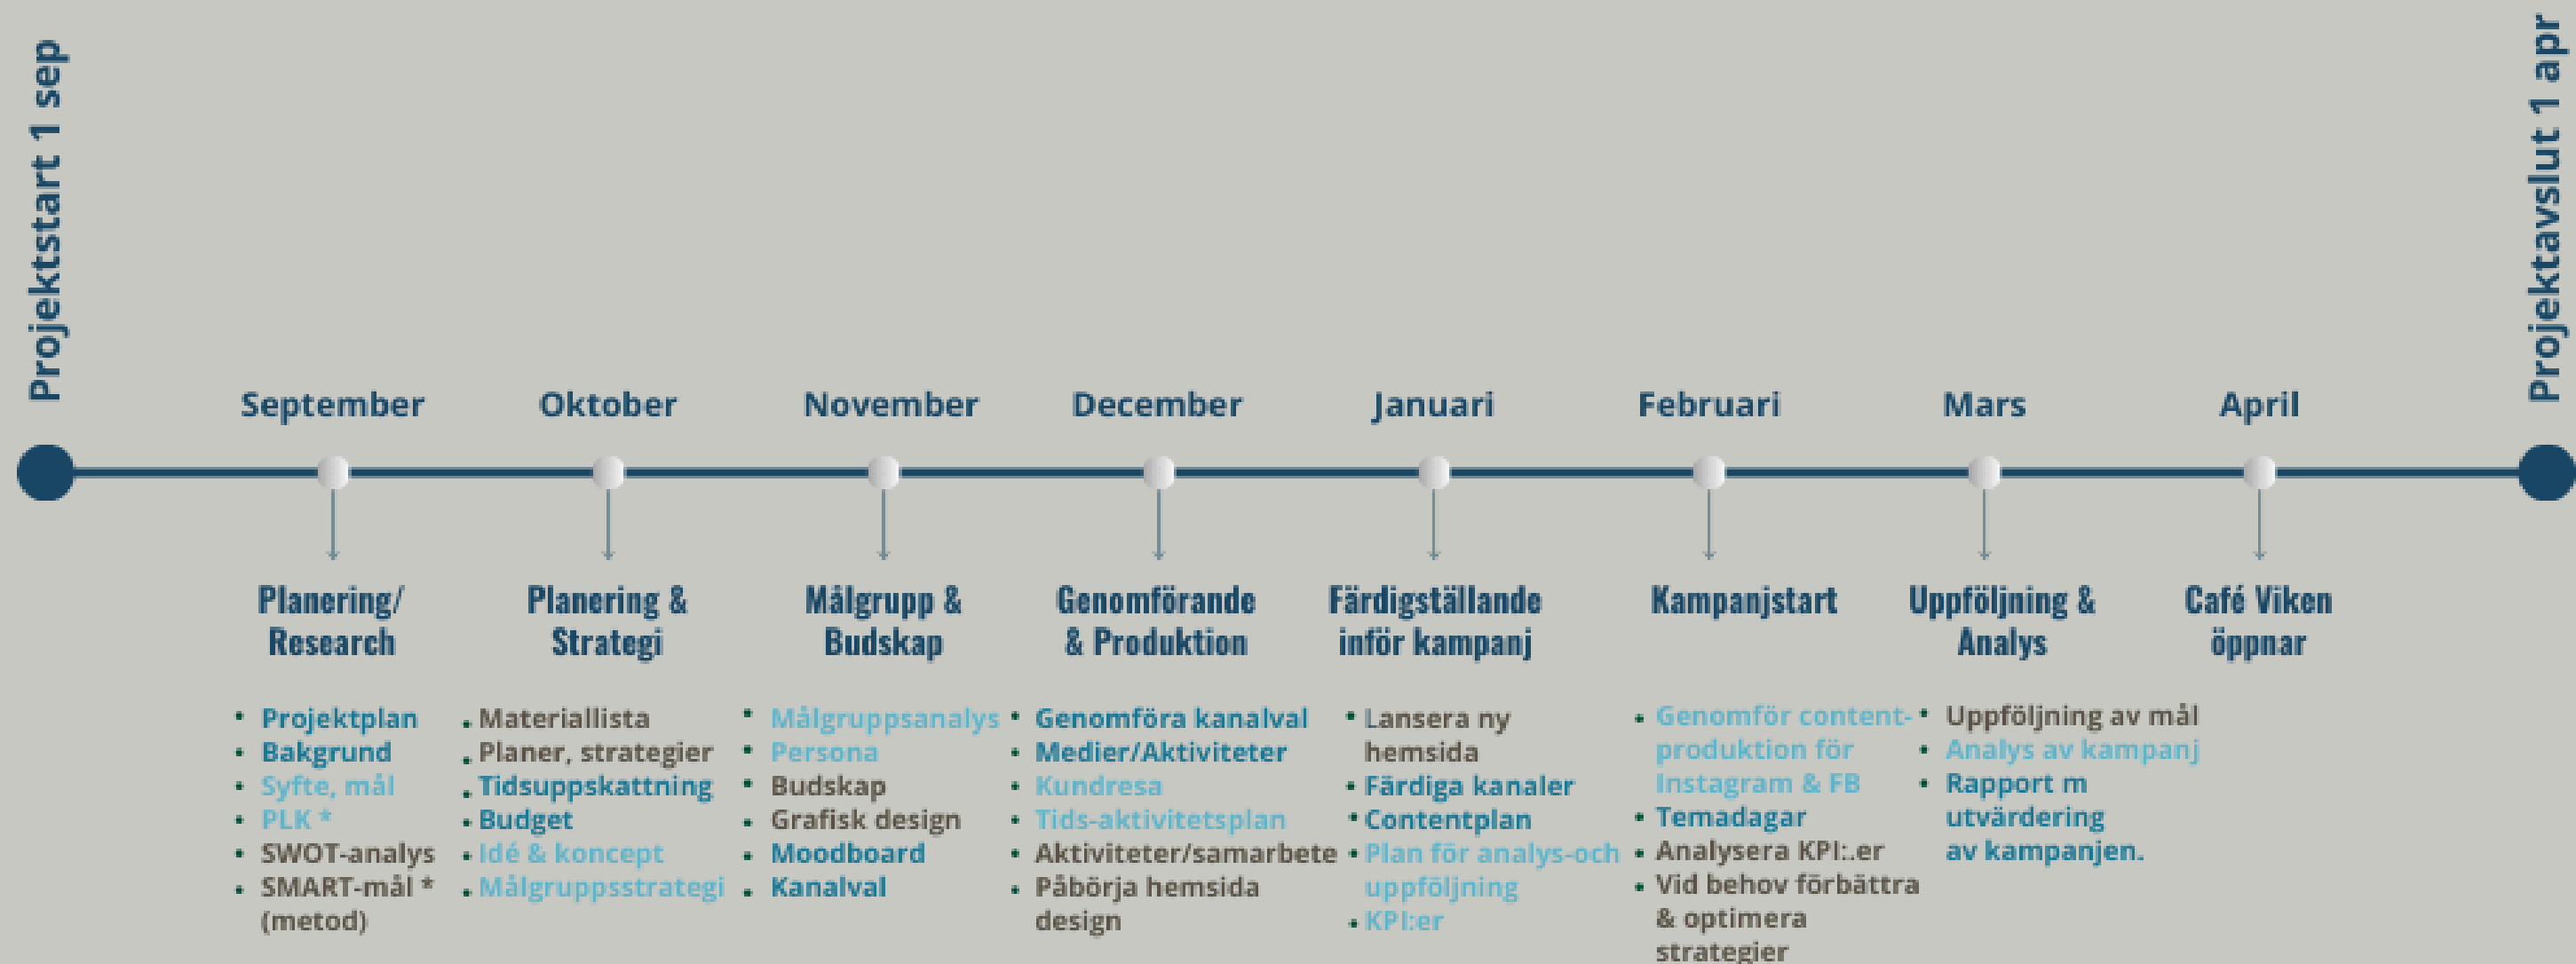 Projektstart 1 sep
Projektavslut 1 apr
September
Oktober
November
December
Januari
Februari
Mars
April
Planering/
Research
Planering &
Strategi
Målgrupp &
Budskap
Genomförande
& Produktion
Färdigställande
inför kampanj
Kampanjstart
Uppföljning &
Analys
Café Viken
öppnar
• Projektplan
• Bakgrund
• Syfte, mål
• PLK *
• SWOT-analys
• SMART-mål *
(metod)
• Materiallista
• Planer, strategier
• Tidsuppskattning
• Budget
• Idé & koncept
• Målgruppsstrategi
• Målgruppsanalys
• Persona
• Budskap
• Grafisk design
• Moodboard
• Kanalval
• Genomföra kanalval
• Medier/Aktiviteter
• Kundresa
• Tids-aktivitetsplan
• Aktiviteter/samarbete
• Påbörja hemsida
design
• Lansera ny
hemsida
• Färdiga kanaler
• Contentplan
• Plan för analys-och
uppföljning
• KPI:er
• Genomför content-
produktion för
Instagram & FB
• Temadagar
• Analysera KPI:.er
• Vid behov förbättra
& optimera
strategier
• Uppföljning av mål
• Analys av kampanj
• Rapport m
utvärdering
av kampanjen.